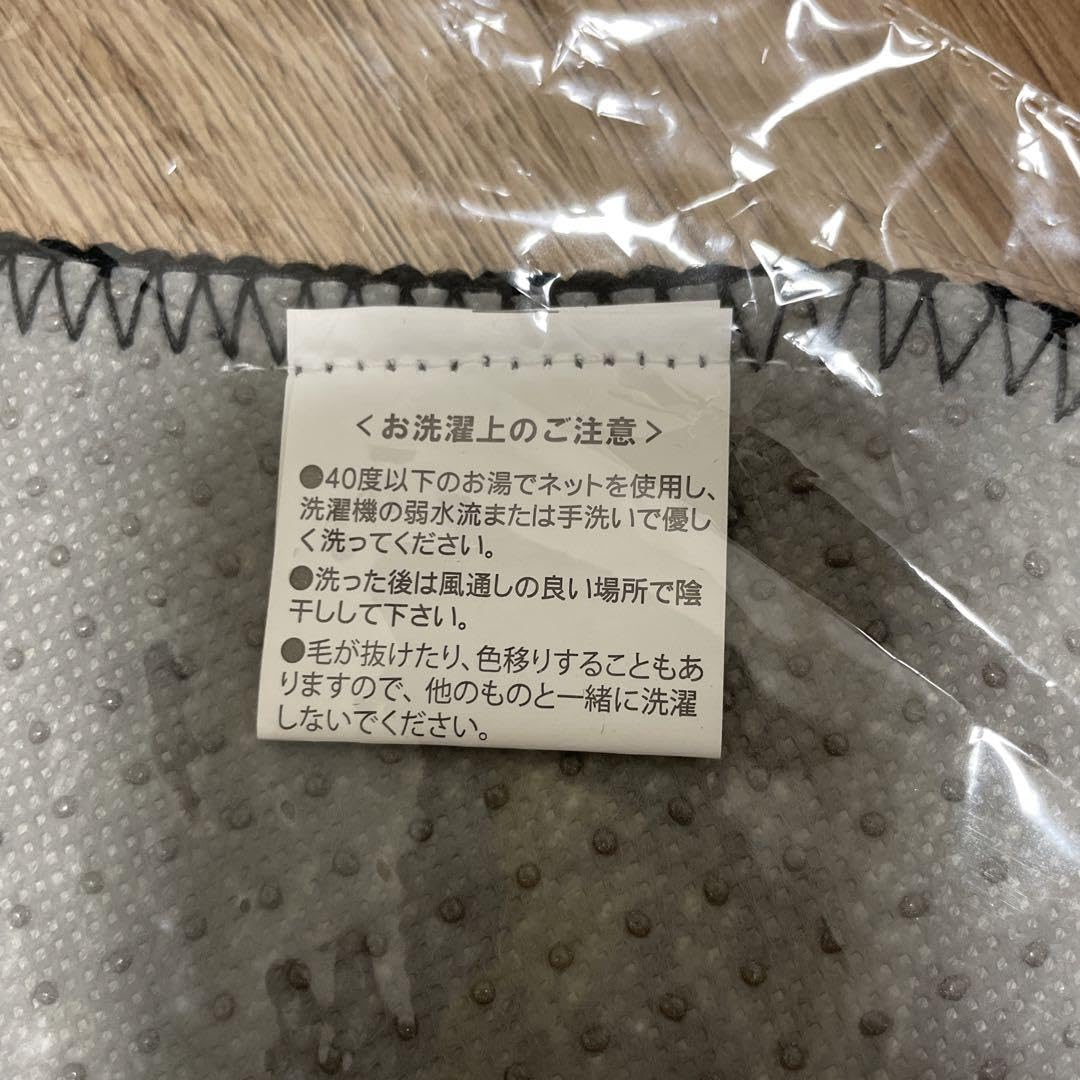 <お洗濯上のご注意>
●40度以下のお湯でネットを使用し、
洗濯機の弱水流または手洗いで優し
く洗ってください。
●洗った後は風通しの良い場所で陰
干しして下さい。
●毛が抜けたり、色移りすることもあ
りますので、他のものと一緒に洗濯
しないでください。